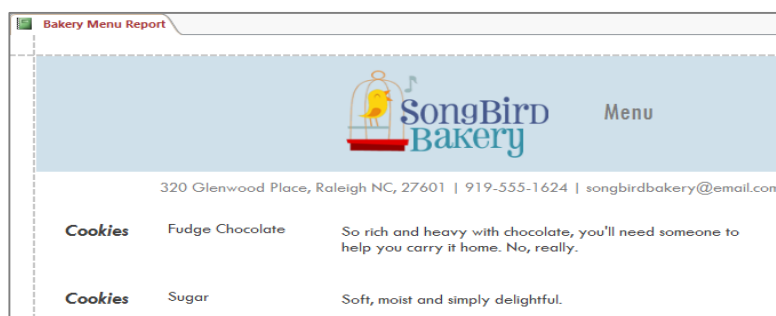 Bakery Menu Report
SongBird
Bakery
Menu
320 Glenwood Place, Raleigh NC, 27601 | 919-555-1624 | songbirdbakery@email.com
Cookies Fudge Chocolate So rich and heavy with chocolate, you'll need someone to
help you carry it home. No, really.
Cookies Sugar Soft, moist and simply delightful.